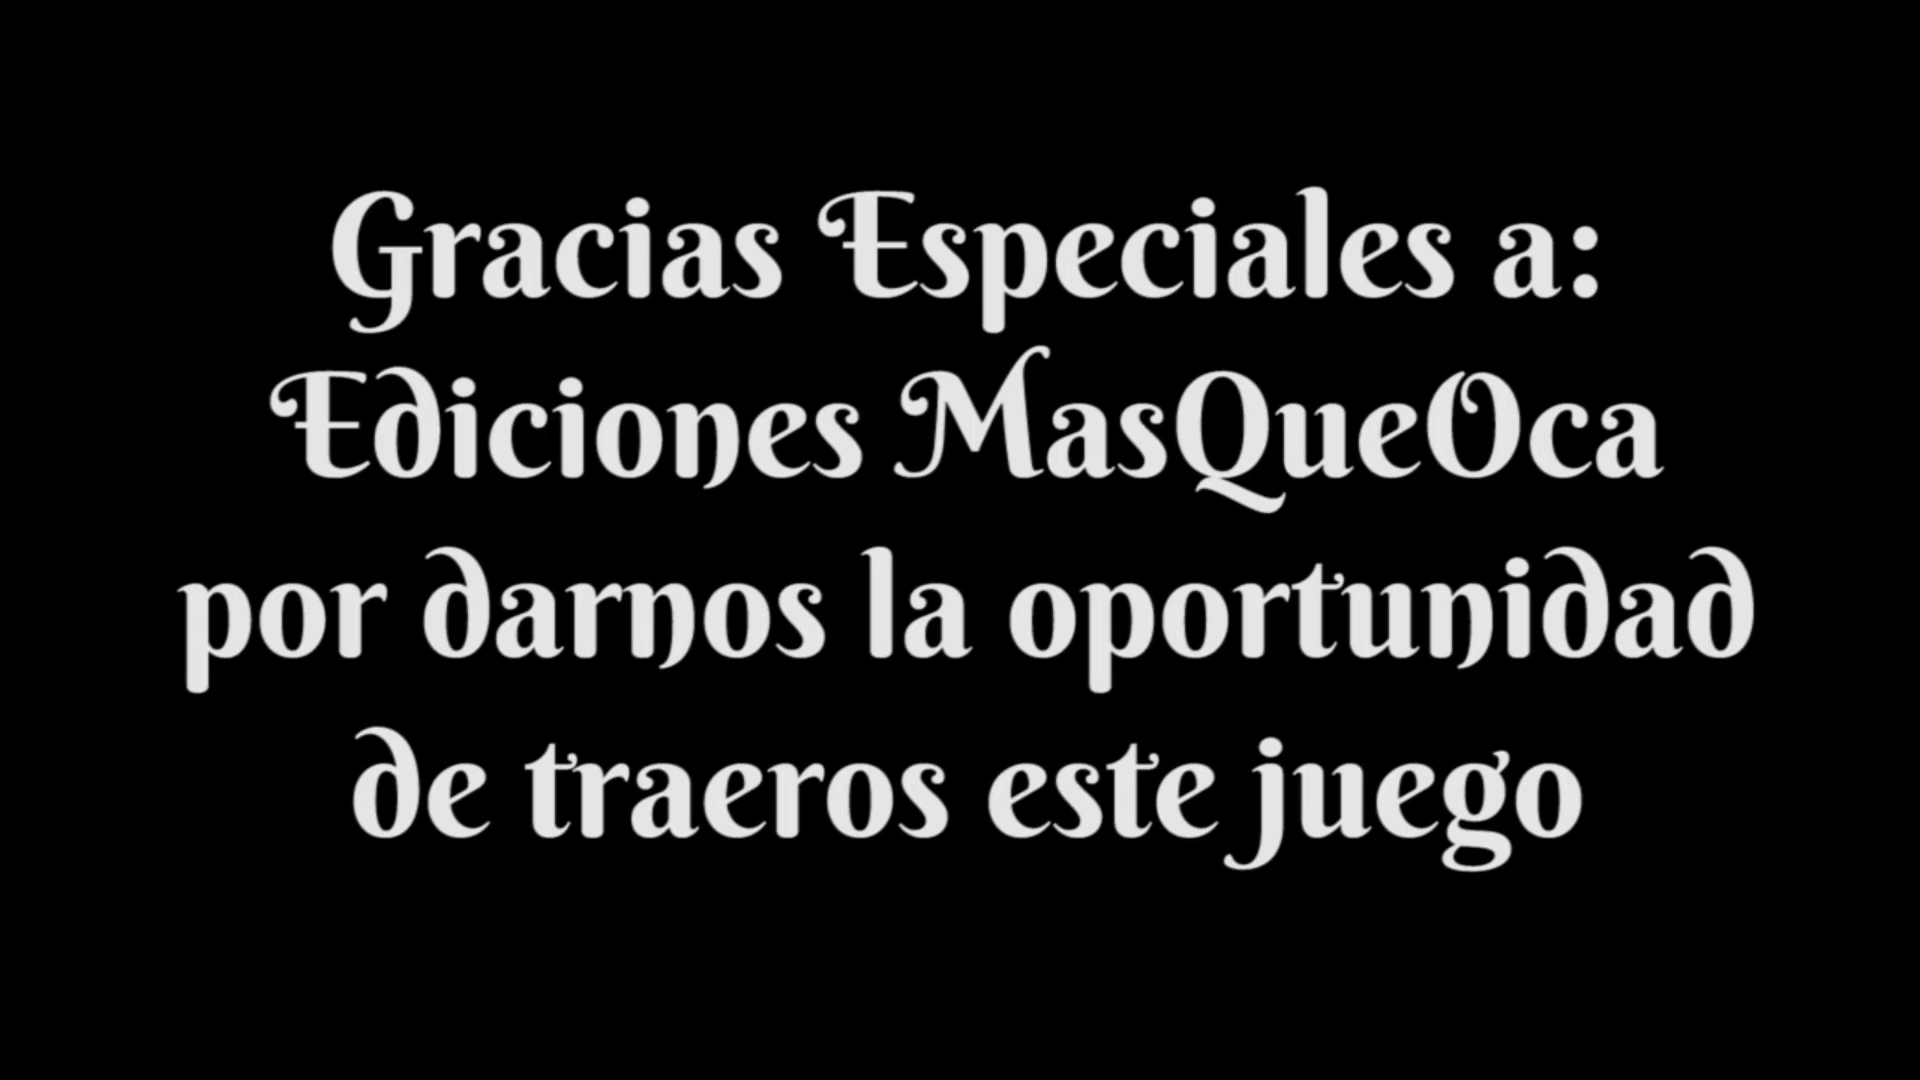 Gracias Especiales a:
Ediciones MasQueOca
por darnos la oportunidad
de traeros este juego